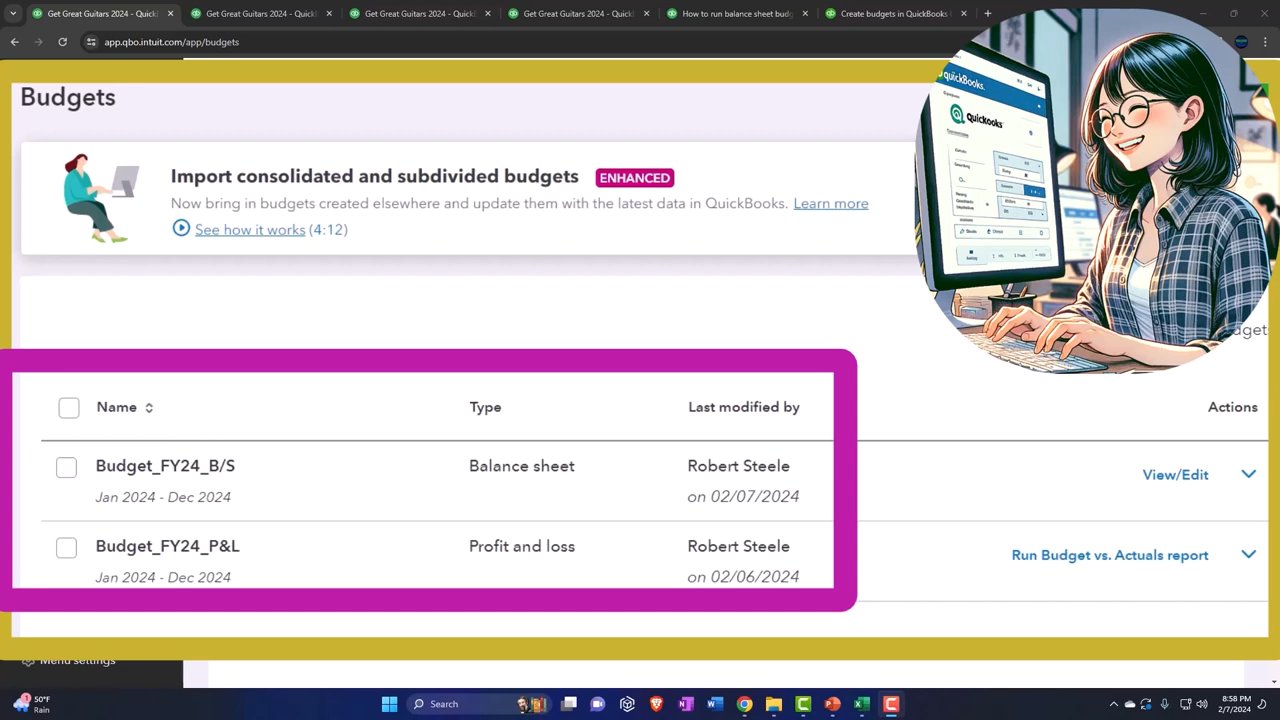 Get Great Guitars 2024 - Quick
Get Great Guitars 2024 - Quick
Get Great Guitars 2024 - Quick
Get Great Guitars 2024 - Quick
How to run balance sheet budg
Create budgets in QuickBooks
app.qbo.intuit.com/app/budgets
Budgets
Import consolidated and subdivided budgets ENHANCED
Now bring in budgets created elsewhere and update them with the latest data in QuickBooks. Learn more
See how it works (4:12)
quickBooks.
Quickooks
Name Type Last modified by Actions
Budget_FY24_B/S Balance sheet Robert Steele View/Edit
Jan 2024 - Dec 2024 on 02/07/2024
Budget_FY24_P&L Profit and loss Robert Steele Run Budget vs. Actuals report
Jan 2024 - Dec 2024 on 02/06/2024
Menu settings
1
50°F
Rain
Search
8:58 PM
2/7/2024